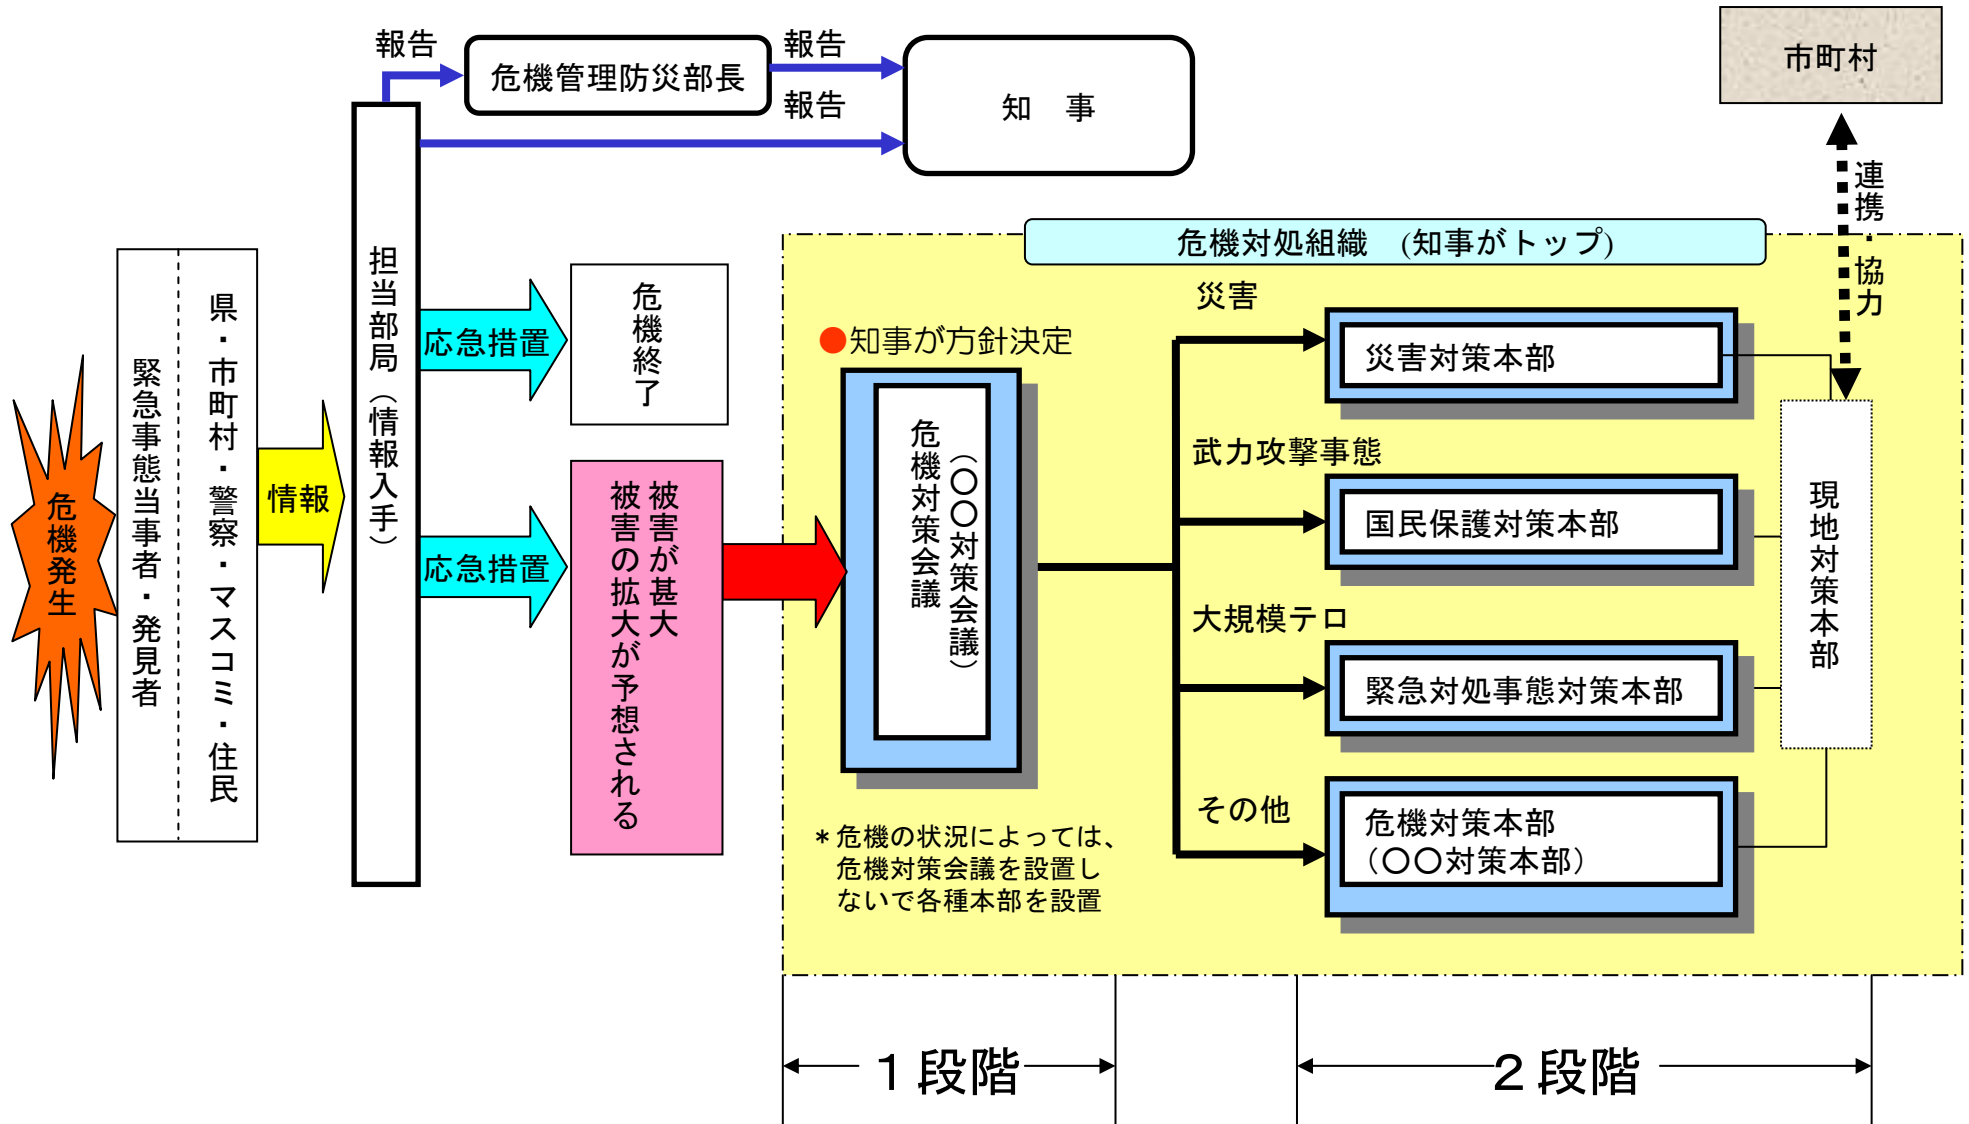 報告
危機管理防災部長
報告
報告
知　事
市町村
連携・協力
危機発生
緊急事態当事者・発見者
県・市町村・警察・マスコミ・住民
情報
担当部局（情報入手）
応急措置
危機終了
応急措置
被害が甚大
被害の拡大が予想される
危機対処組織　(知事がトップ)
●知事が方針決定
危機対策会議
（〇〇対策会議）
＊危機の状況によっては、
危機対策会議を設置し
ないで各種本部を設置
災害
災害対策本部
武力攻撃事態
国民保護対策本部
大規模テロ
緊急対処事態対策本部
その他
危機対策本部
（〇〇対策本部）
現地対策本部
１段階
２段階